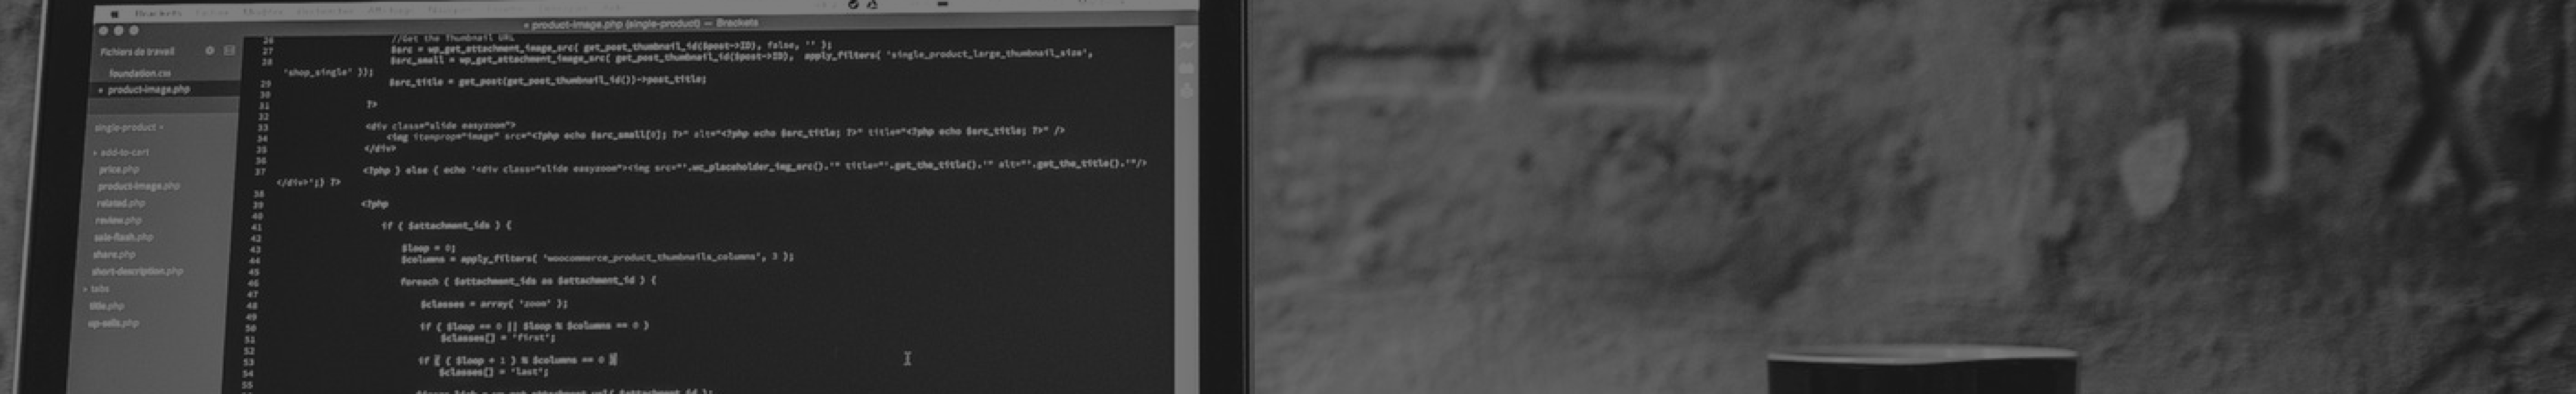 Brackets
product-image.php (single-product) — Brackets
Fichiers de travail
foundation.css
product-image.php
single-product
add-to-cart
price.php
product-image.php
related.php
review.php
sale-flash.php
share.php
short-description.php
tabs
title.php
up-sells.php
26 //Get the Thumbnail URL
27 $src = wp_get_attachment_image_src( get_post_thumbnail_id($post->ID), false, '' );
28 $src_small = wp_get_attachment_image_src( get_post_thumbnail_id($post->ID), apply_filters( 'single_product_large_thumbnail_size',
'shop_single' ));
29 $src_title = get_post(get_post_thumbnail_id())->post_title;
30
31 ?>
32
33 <div class="slide easyzoom">
34 <img itemprop="image" src="<?php echo $src_small[0]; ?>" alt="<?php echo $src_title; ?>" title="<?php echo $src_title; ?>" />
35 </div>
36
37 <?php } else { echo '<div class="slide easyzoom"><img src="'.wc_placeholder_img_src().'" title="'.get_the_title().'" alt="'.get_the_title().'"/>
</div>';} ?>
38
39 <?php
40
41 if ( $attachment_ids ) {
42
43 $loop = 0;
44 $columns = apply_filters( 'woocommerce_product_thumbnails_columns', 3 );
45
46 foreach ( $attachment_ids as $attachment_id ) {
47
48 $classes = array( 'zoom' );
49
50 if ( $loop == 0 || $loop % $columns == 0 )
51 $classes[] = 'first';
52
53 if ( ( $loop + 1 ) % $columns == 0 )
54 $classes[] = 'last';
55
TX